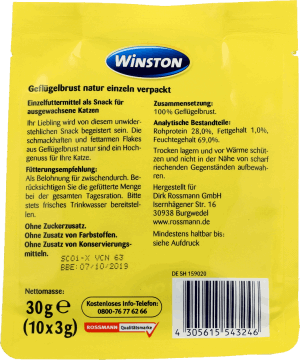 WINSTON
Geflügelbrust natur einzeln verpackt
Einzelfuttermittel als Snack für
ausgewachsene Katzen
Ihr Liebling wird von diesem unwider-
stehlichen Snack begeistert sein. Die
schmackhaften und fettarmen Flakes
aus Geflügelbrust natur sind ein Hoch-
genuss für Ihre Katze.
Fütterungsempfehlung:
Als Belohnung für zwischendurch. Be-
rücksichtigen Sie die gefütterte Menge
bei der gesamten Tagesration. Bitte
stets frisches Trinkwasser bereitstel-
len.
Ohne Zuckerzusatz.
Ohne Zusatz von Farbstoffen.
Ohne Zusatz von Konservierungs-
mitteln.
SC01-X VCN 63
BBE:07/10/2019
Nettomasse:
30g e
(10x3g)
Kostenloses Info-Telefon:
0800-76 77 62 66
ROSSMANN Qualitätsmarke
Zusammensetzung:
100% Geflügelbrust.
Analytische Bestandteile:
Rohprotein 28,0%, Fettgehalt 1,0%,
Feuchtegehalt 69,0%.
Trocken lagern und vor Wärme schüt-
zen und nicht in der Nähe von scharf
riechenden Gegenständen aufbewah-
ren.
Hergestellt für
Dirk Rossmann GmbH
Isernhägener Str. 16
30938 Burgwedel
www.rossmann.de
Mindestens haltbar bis:
siehe Aufdruck
DE SH 159020
4 305615 543246